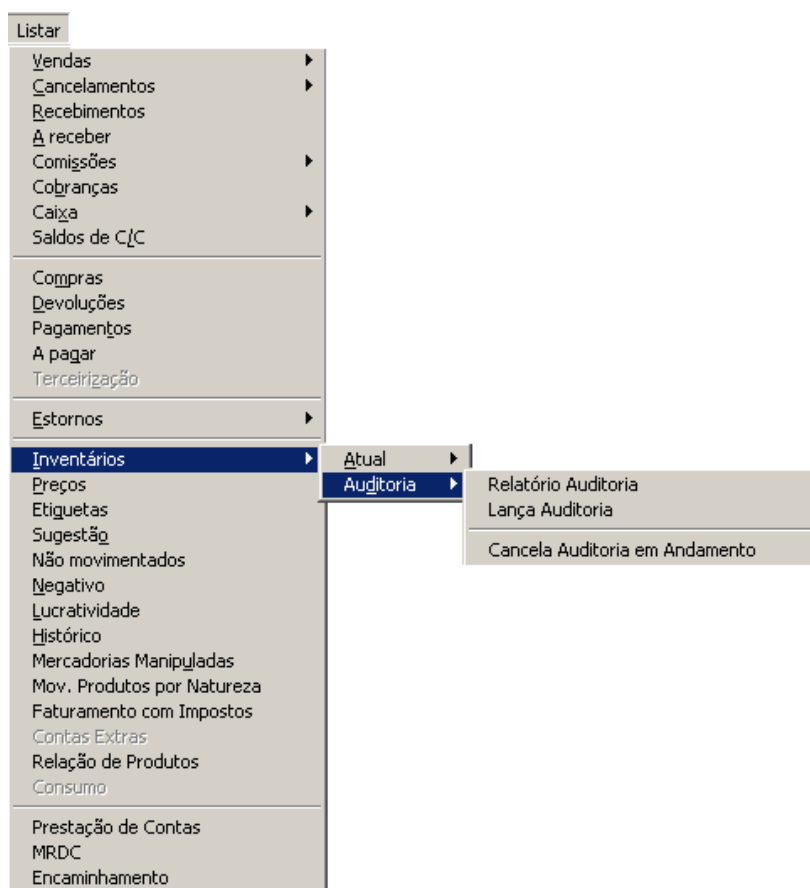 Listar
Vendas
Cancelamentos
Recebimentos
A receber
Comissões
Cobranças
Caixa
Saldos de C/C
Compras
Devoluções
Pagamentos
A pagar
Terceirização
Estornos
Inventários
Atual
Preços
Auditoria
Relatório Auditoria
Etiquetas
Lança Auditoria
Sugestão
Não movimentados
Cancela Auditoria em Andamento
Negativo
Lucratividade
Histórico
Mercadorias Manipuladas
Mov. Produtos por Natureza
Faturamento com Impostos
Contas Extras
Relação de Produtos
Consumo
Prestação de Contas
MRDC
Encaminhamento